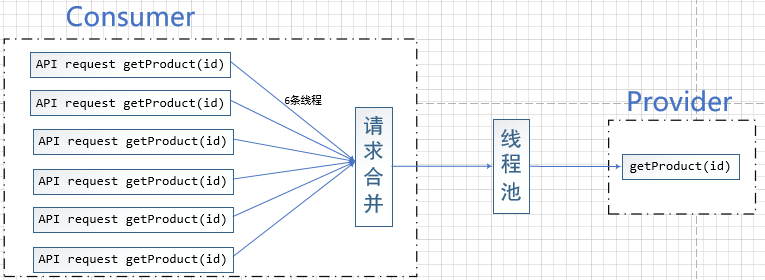 Consumer
API request getProduct(id)
API request getProduct(id)
API request getProduct(id)
API request getProduct(id)
API request getProduct(id)
API request getProduct(id)
6条线程
请求合并
线程池
Provider
getProduct(id)